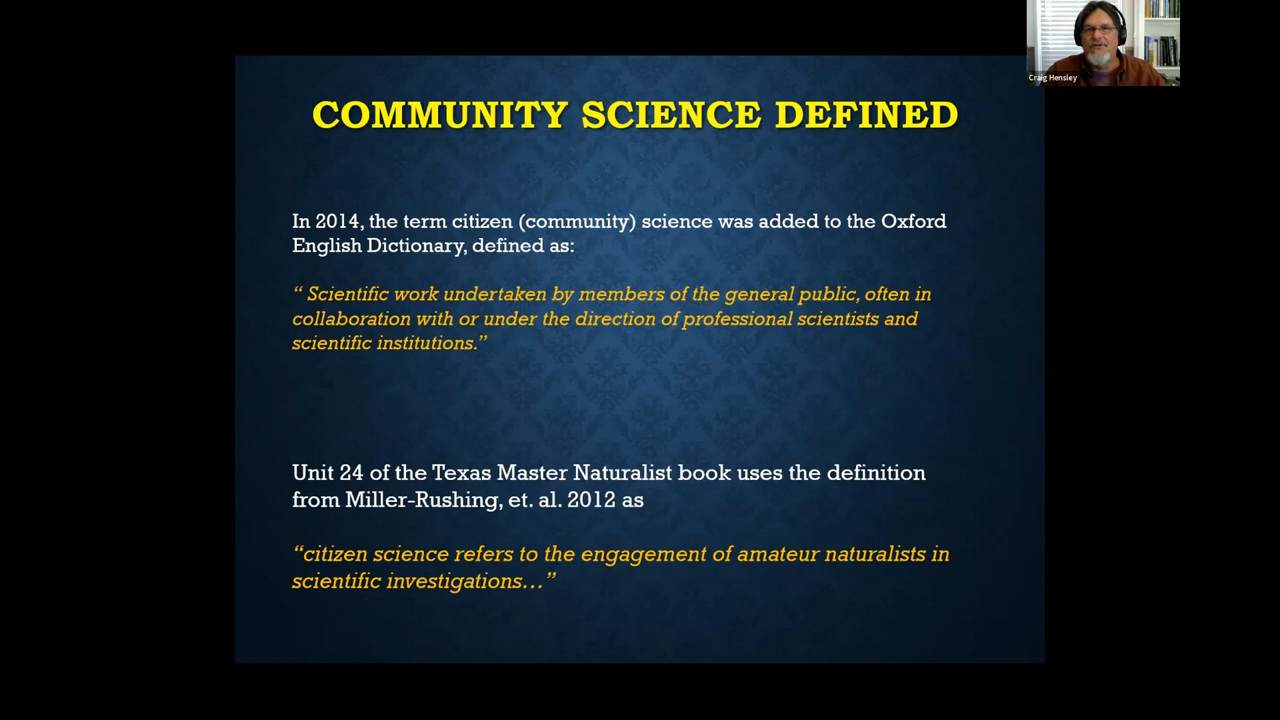 Craig Hensley
COMMUNITY SCIENCE DEFINED
In 2014, the term citizen (community) science was added to the Oxford
English Dictionary, defined as:
“ Scientific work undertaken by members of the general public, often in
collaboration with or under the direction of professional scientists and
scientific institutions.”
Unit 24 of the Texas Master Naturalist book uses the definition
from Miller-Rushing, et. al. 2012 as
“citizen science refers to the engagement of amateur naturalists in
scientific investigations…”